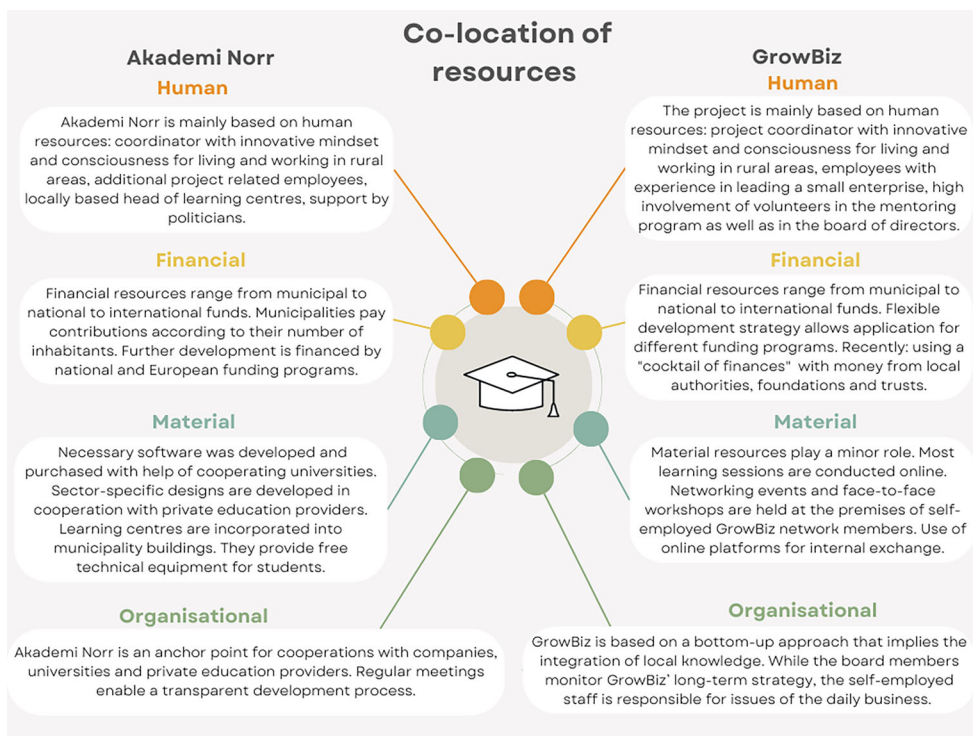 Co-location of
resources
Akademi Norr
Human
Akademi Norr is mainly based on human
resources: coordinator with innovative mindset
and consciousness for living and working in rural
areas, additional project related employees,
locally based head of learning centres, support by
politicians.
Financial
Financial resources range from municipal to
national to international funds. Municipalities pay
contributions according to their number of
inhabitants. Further development is financed by
national and European funding programs.
Material
Necessary software was developed and
purchased with help of cooperating universities.
Sector-specific designs are developed in
cooperation with private education providers.
Learning centres are incorporated into
municipality buildings. They provide free
technical equipment for students.
Organisational
Akademi Norr is an anchor point for cooperations with companies,
universities and private education providers. Regular meetings
enable a transparent development process.
GrowBiz
Human
The project is mainly based on human
resources: project coordinator with innovative
mindset and consciousness for living and
working in rural areas, employees with
experience in leading a small enterprise, high
involvement of volunteers in the mentoring
program as well as in the board of directors.
Financial
Financial resources range from municipal to
national to international funds. Flexible
development strategy allows application for
different funding programs. Recently: using a
"cocktail of finances" with money from local
authorities, foundations and trusts.
Material
Material resources play a minor role. Most
learning sessions are conducted online.
Networking events and face-to-face
workshops are held at the premises of self-
employed GrowBiz network members. Use of
online platforms for internal exchange.
Organisational
GrowBiz is based on a bottom-up approach that implies the
integration of local knowledge. While the board members
monitor GrowBiz' long-term strategy, the self-employed
staff is responsible for issues of the daily business.